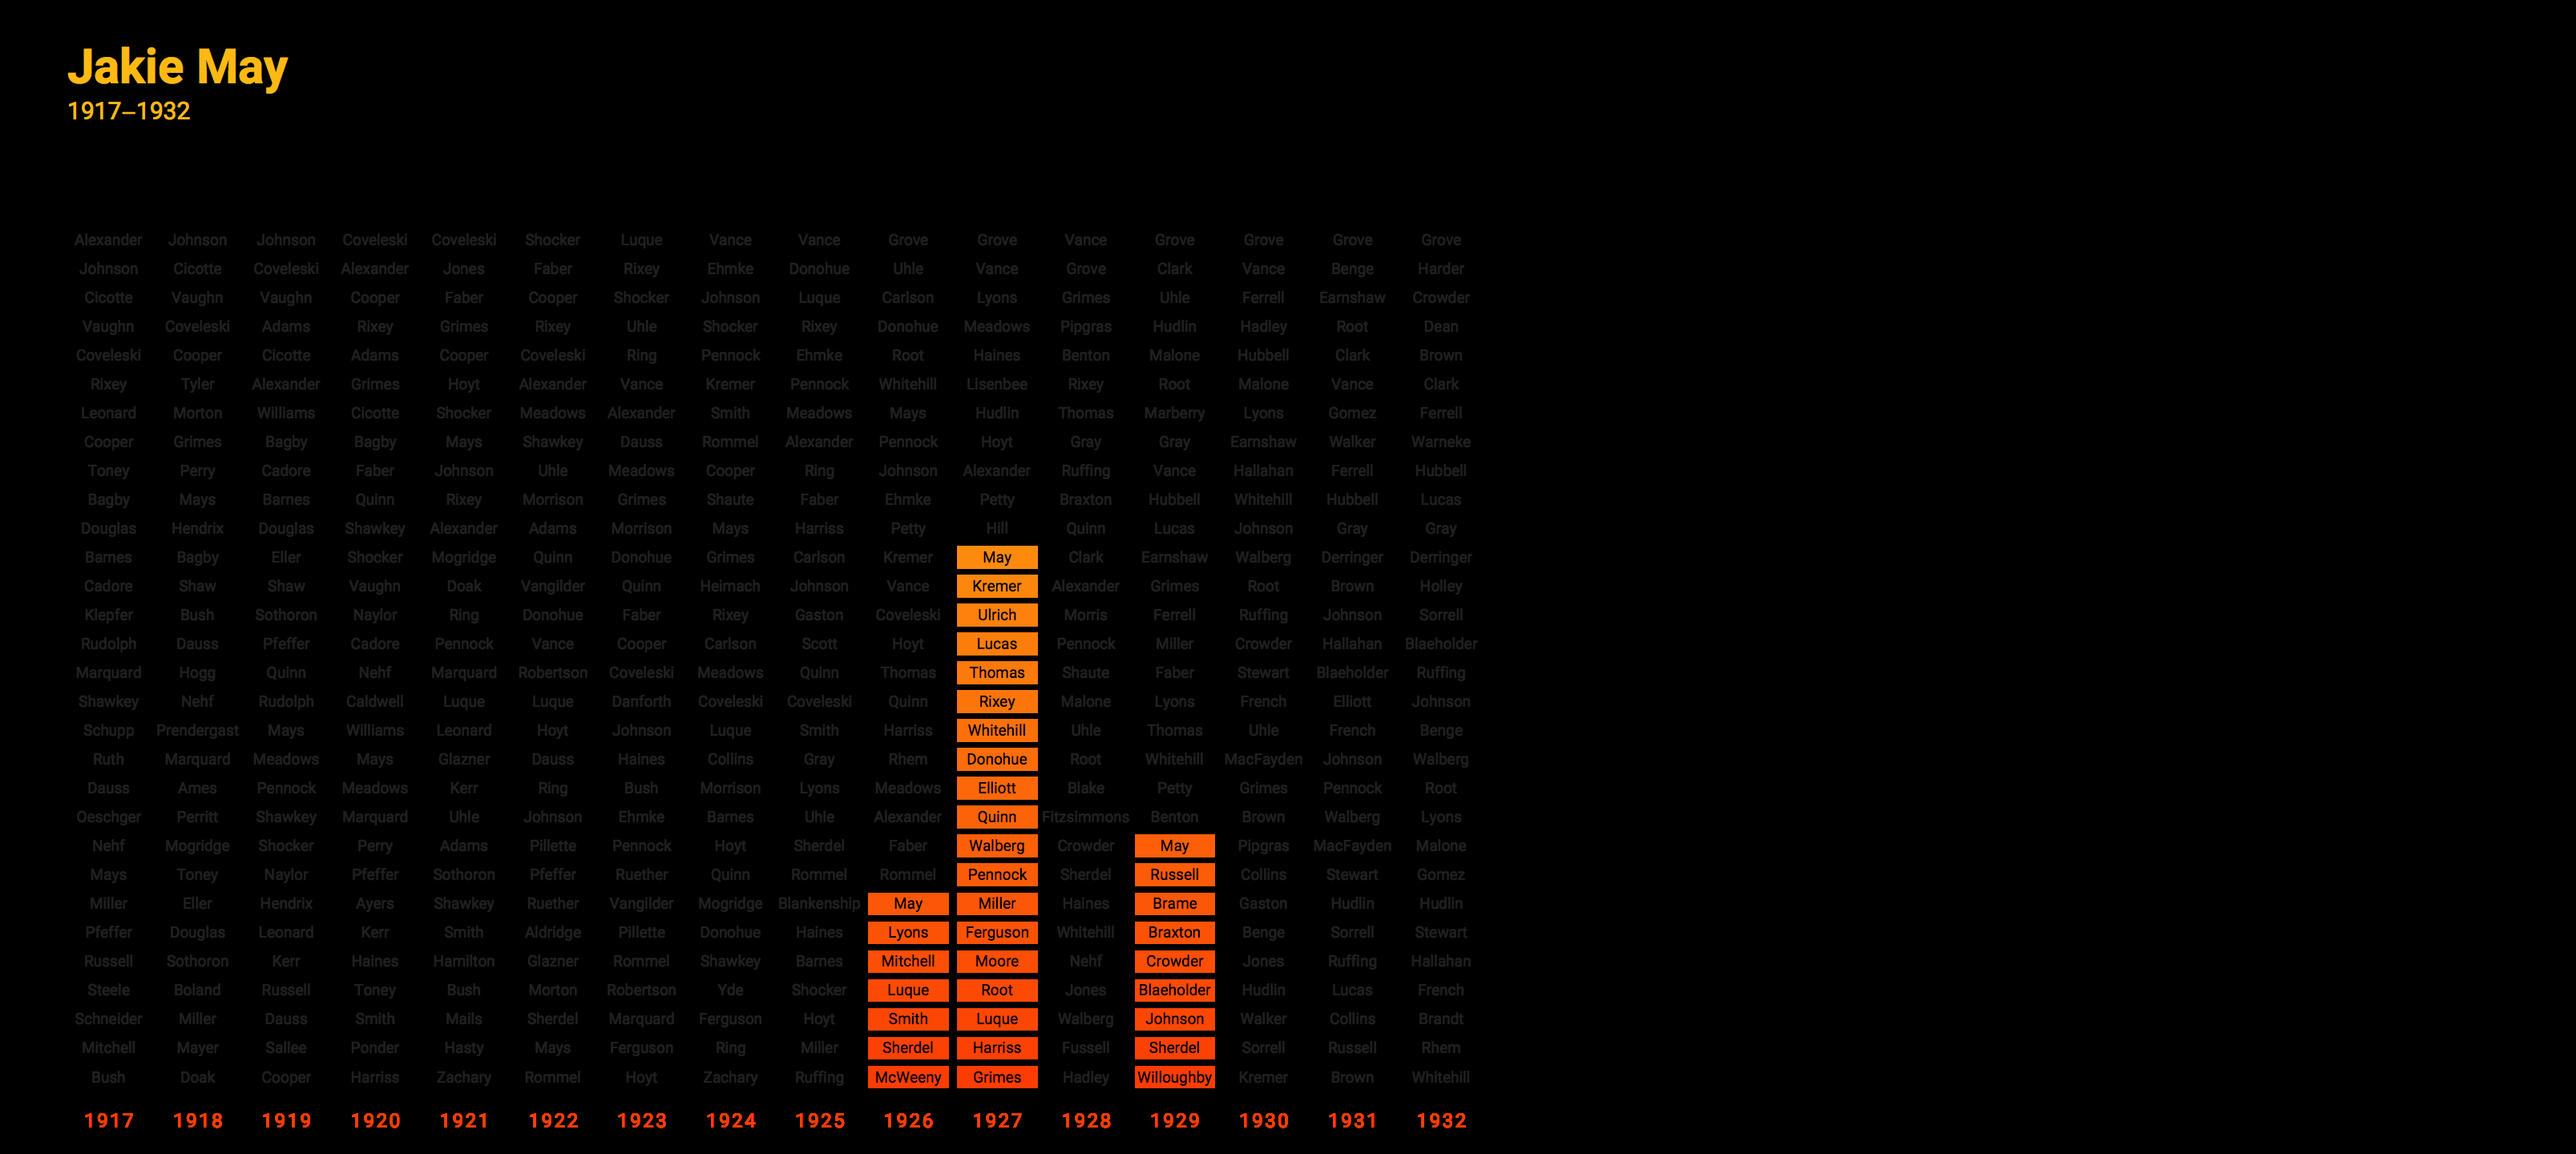 Jakie May
1917–1932
Alexander Johnson Johnson Coveleski Coveleski Shocker Luque Vance Vance Grove Grove Vance Grove Grove Grove Grove
Johnson Cicotte Coveleski Alexander Jones Faber Rixey Ehmke Donohue Uhle Vance Grove Clark Vance Benge Harder
Cicotte Vaughn Vaughn Cooper Faber Cooper Shocker Johnson Luque Carlson Lyons Grimes Uhle Ferrell Earnshaw Crowder
Vaughn Coveleski Adams Rixey Grimes Rixey Uhle Shocker Rixey Donohue Meadows Pipgras Hudlin Hadley Root Dean
Coveleski Cooper Cicotte Adams Cooper Coveleski Ring Pennock Ehmke Root Haines Benton Malone Hubbell Clark Brown
Rixey Tyler Alexander Grimes Hoyt Alexander Vance Kremer Pennock Whitehill Lisenbee Rixey Root Malone Vance Clark
Leonard Morton Williams Cicotte Shocker Meadows Alexander Smith Meadows Mays Hudlin Thomas Marberry Lyons Gomez Ferrell
Cooper Grimes Bagby Bagby Mays Shawkey Dauss Rommel Alexander Pennock Hoyt Gray Gray Earnshaw Walker Warneke
Toney Perry Cadore Faber Johnson Uhle Meadows Cooper Ring Johnson Alexander Ruffing Vance Hallahan Ferrell Hubbell
Bagby Mays Barnes Quinn Rixey Morrison Grimes Shaute Faber Ehmke Petty Braxton Hubbell Whitehill Hubbell Lucas
Douglas Hendrix Douglas Shawkey Alexander Adams Morrison Mays Harriss Petty Hill Quinn Lucas Johnson Gray Gray
Barnes Bagby Eller Shocker Mogridge Quinn Donohue Grimes Carlson Kremer May Clark Earnshaw Walberg Derringer Derringer
Cadore Shaw Shaw Vaughn Doak Vangilder Quinn Heimach Johnson Vance Kremer Alexander Grimes Root Brown Holley
Klepfer Bush Sothoron Naylor Ring Donohue Faber Rixey Gaston Coveleski Ulrich Morris Ferrell Ruffing Johnson Sorrell
Rudolph Dauss Pfeffer Cadore Pennock Vance Cooper Carlson Scott Hoyt Lucas Pennock Miller Crowder Hallahan Blaeholder
Marquard Hogg Quinn Nehf Marquard Robertson Coveleski Meadows Quinn Thomas Thomas Shaute Faber Stewart Blaeholder Ruffing
Shawkey Nehf Rudolph Caldwell Luque Luque Danforth Coveleski Coveleski Quinn Rixey Malone Lyons French Elliott Johnson
Schupp Prendergast Mays Williams Leonard Hoyt Johnson Luque Smith Harriss Whitehill Uhle Thomas Uhle French Benge
Ruth Marquard Meadows Mays Glazner Dauss Haines Collins Gray Rhem Donohue Root Whitehill MacFayden Johnson Walberg
Dauss Ames Pennock Meadows Kerr Ring Bush Morrison Lyons Meadows Elliott Blake Petty Grimes Pennock Root
Oeschger Perritt Shawkey Marquard Uhle Johnson Ehmke Barnes Uhle Alexander Quinn Fitzsimmons Benton Brown Walberg Lyons
Nehf Mogridge Shocker Perry Adams Pillette Pennock Hoyt Sherdel Faber Walberg Crowder May Pipgras MacFayden Malone
Mays Toney Naylor Pfeffer Sothoron Pfeffer Ruether Quinn Rommel Rommel Pennock Sherdel Russell Collins Stewart Gomez
Miller Eller Hendrix Ayers Shawkey Ruether Vangilder Mogridge Blankenship May Miller Haines Brame Gaston Hudlin Hudlin
Pfeffer Douglas Leonard Kerr Smith Aldridge Pillette Donohue Haines Lyons Ferguson Whitehill Braxton Benge Sorrell Stewart
Russell Sothoron Kerr Haines Hamilton Glazner Rommel Shawkey Barnes Mitchell Moore Nehf Crowder Jones Ruffing Hallahan
Steele Boland Russell Toney Bush Morton Robertson Yde Shocker Luque Root Jones Blaeholder Hudlin Lucas French
Schneider Miller Dauss Smith Mails Sherdel Marquard Ferguson Hoyt Smith Luque Walberg Johnson Walker Collins Brandt
Mitchell Mayer Sallee Ponder Hasty Mays Ferguson Ring Miller Sherdel Harriss Fussell Sherdel Sorrell Russell Rhem
Bush Doak Cooper Harriss Zachary Rommel Hoyt Zachary Ruffing McWeeny Grimes Hadley Willoughby Kremer Brown Whitehill
1917 1918 1919 1920 1921 1922 1923 1924 1925 1926 1927 1928 1929 1930 1931 1932